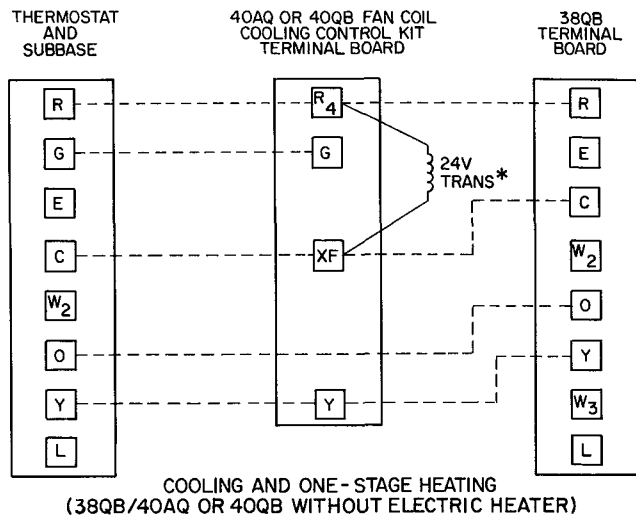 THERMOSTAT
AND
SUBBASE
40AQ OR 40QB FAN COIL
COOLING CONTROL KIT
TERMINAL BOARD
38QB
TERMINAL
BOARD
R
R4
R
G
G
24V
TRANS*
E
E
C
XF
C
W2
W2
O
O
Y
Y
Y
W3
L
L
COOLING AND ONE-STAGE HEATING
(38QB/40AQ OR 40QB WITHOUT ELECTRIC HEATER)